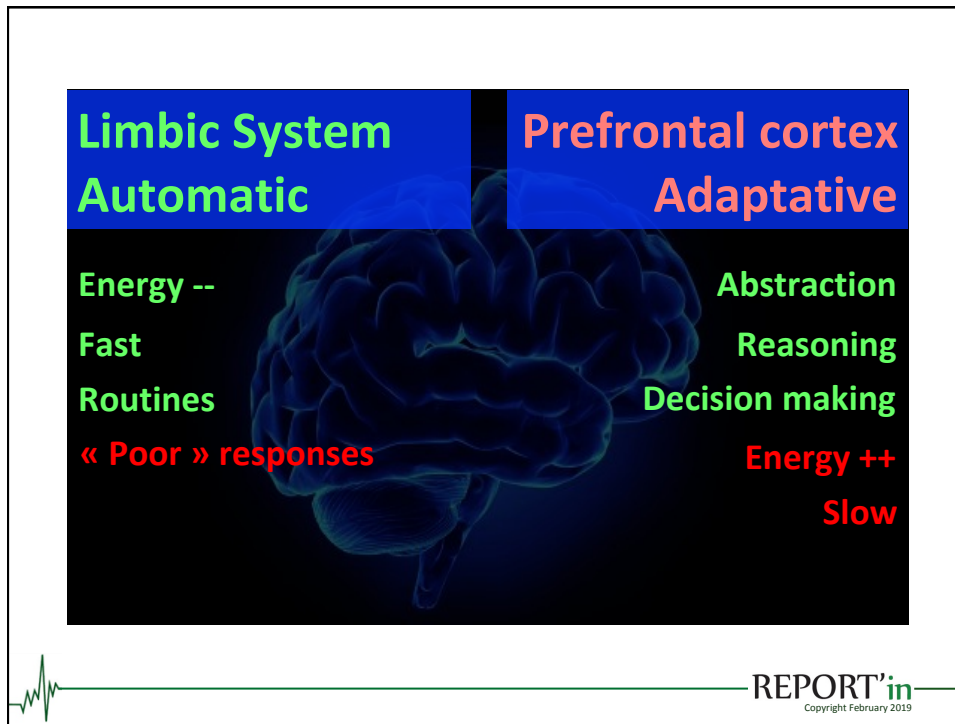 Limbic System
Automatic
Prefrontal cortex
Adaptative
Energy --
Fast
Routines
« Poor » responses
Abstraction
Reasoning
Decision making
Energy ++
Slow
REPORT'in
Copyright February 2019